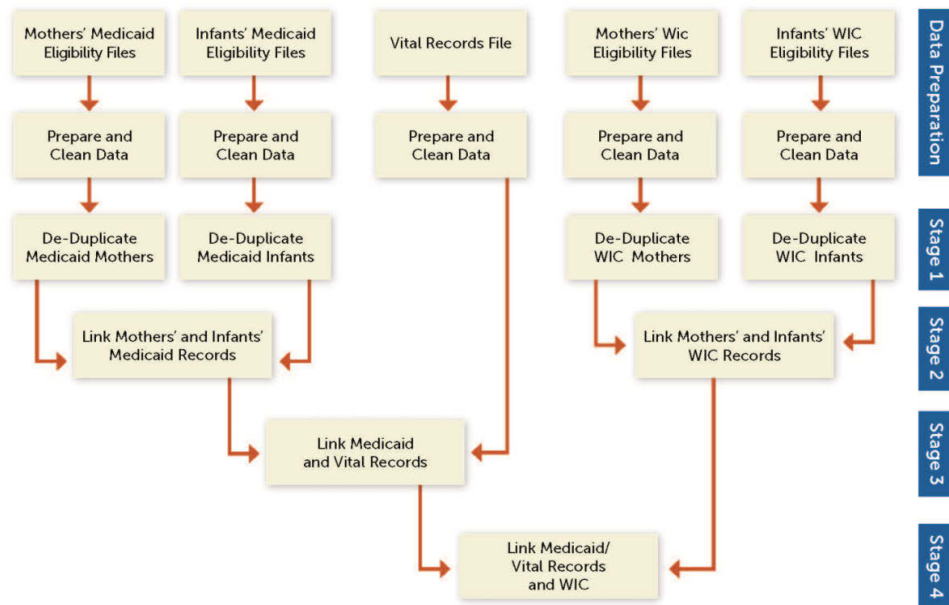 Mothers' Medicaid
Eligibility Files
Infants' Medicaid
Eligibility Files
Vital Records File
Mothers' Wic
Eligibility Files
Infants' WIC
Eligibility Files
Data Preparation
Prepare and
Clean Data
Prepare and
Clean Data
Prepare and
Clean Data
Prepare and
Clean Data
Prepare and
Clean Data
De-Duplicate
Medicaid Mothers
De-Duplicate
Medicaid Infants
De-Duplicate
WIC Mothers
De-Duplicate
WIC Infants
Stage 1
Link Mothers' and Infants'
Medicaid Records
Link Mothers' and Infants'
WIC Records
Stage 2
Link Medicaid
and Vital Records
Stage 3
Link Medicaid/
Vital Records
and WIC
Stage 4